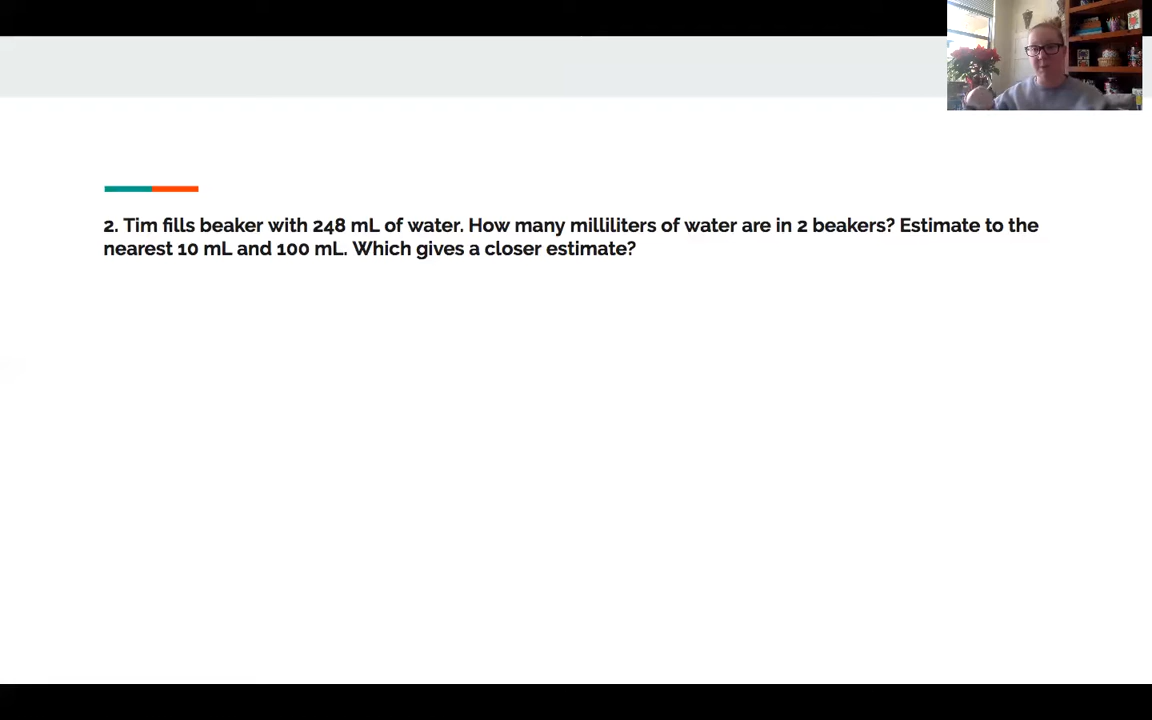 2. Tim fills beaker with 248 mL of water. How many milliliters of water are in 2 beakers? Estimate to the
nearest 10 mL and 100 mL. Which gives a closer estimate?